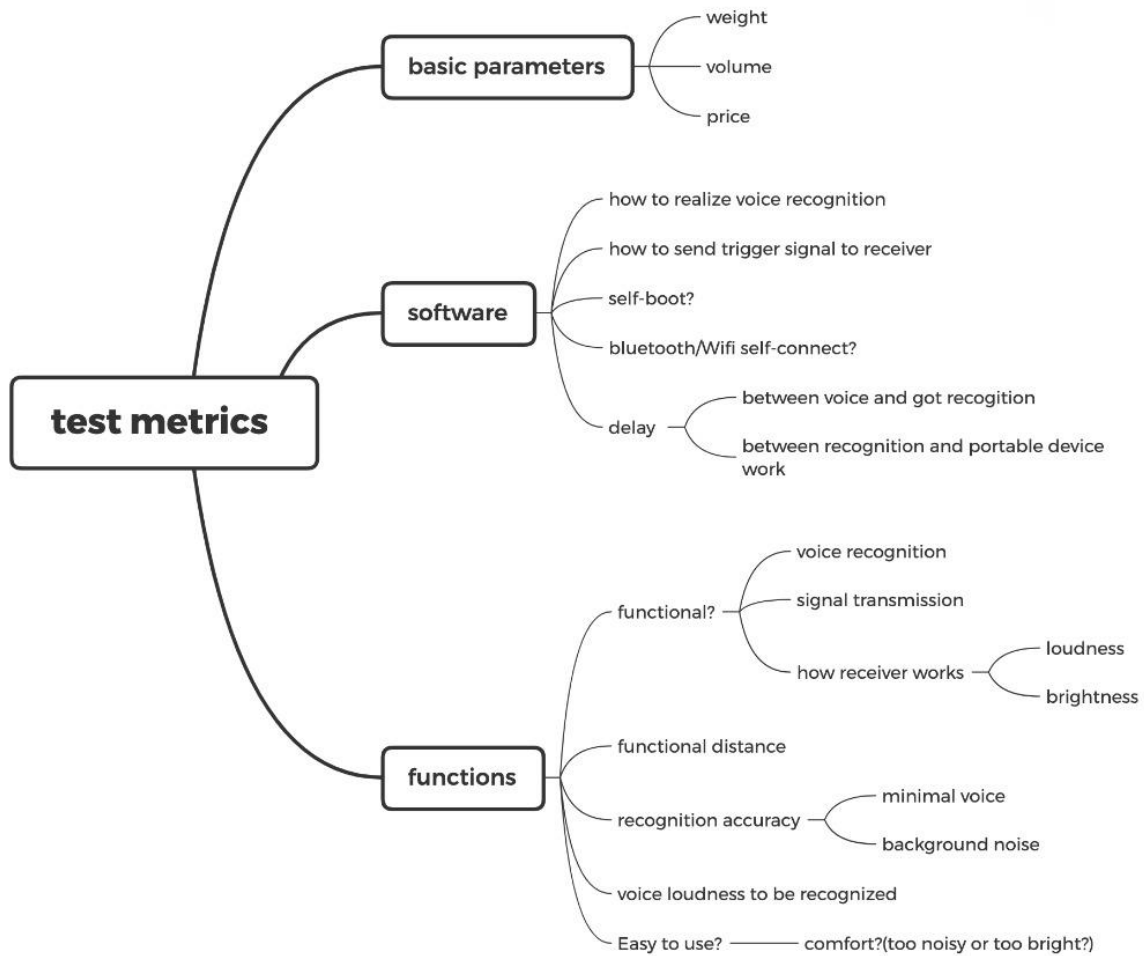 test metrics
basic parameters
weight
volume
price
software
how to realize voice recognition
how to send trigger signal to receiver
self-boot?
bluetooth/Wifi self-connect?
delay
between voice and got recogition
between recognition and portable device
work
functions
functional?
voice recognition
signal transmission
how receiver works
loudness
brightness
functional distance
recognition accuracy
minimal voice
background noise
voice loudness to be recognized
Easy to use?
comfort?(too noisy or too bright?)